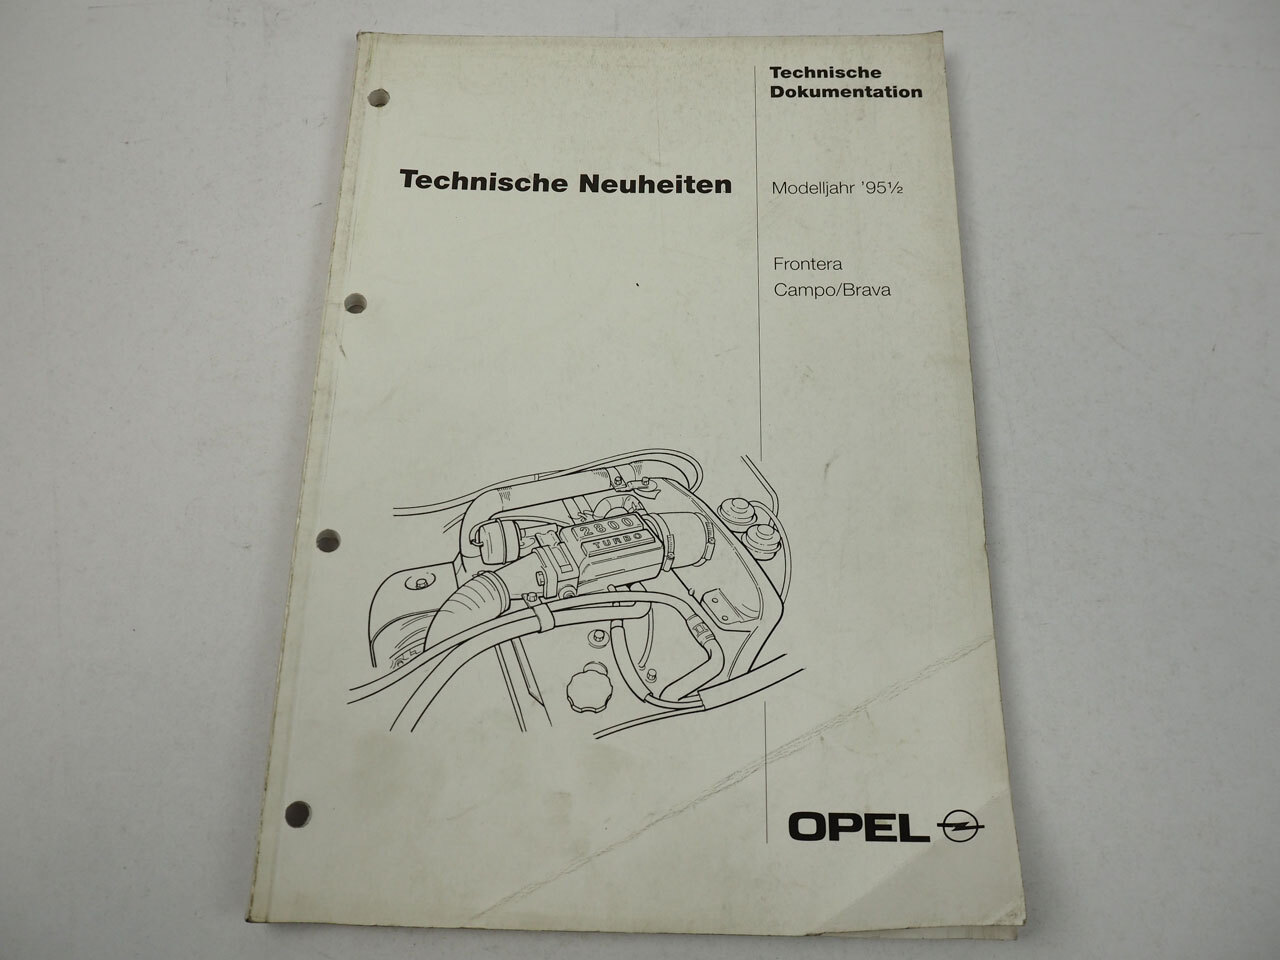 Technische
Dokumentation
Technische Neuheiten
Modelljahr '95½
Frontera
Campo/Brava
2800
TURBO
OPEL